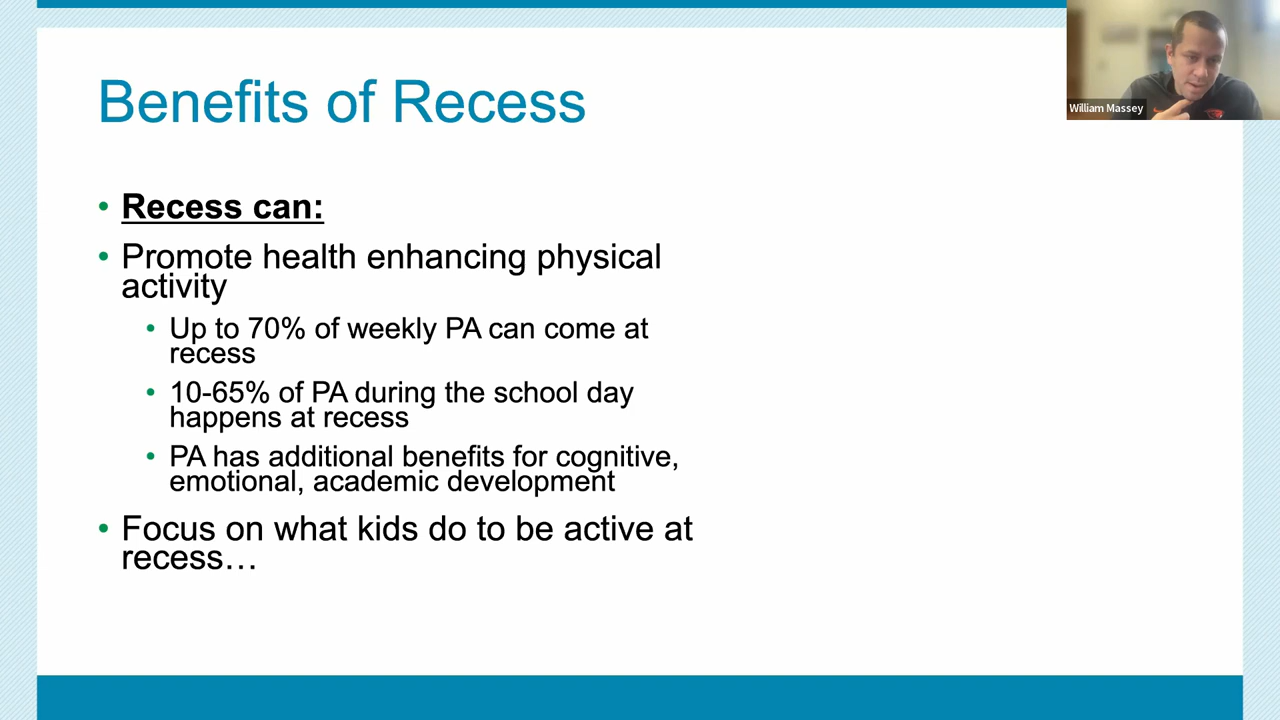 Benefits of Recess
William Massey
• Recess can:
• Promote health enhancing physical
activity
• Up to 70% of weekly PA can come at
recess
• 10-65% of PA during the school day
happens at recess
• PA has additional benefits for cognitive,
emotional, academic development
• Focus on what kids do to be active at
recess…